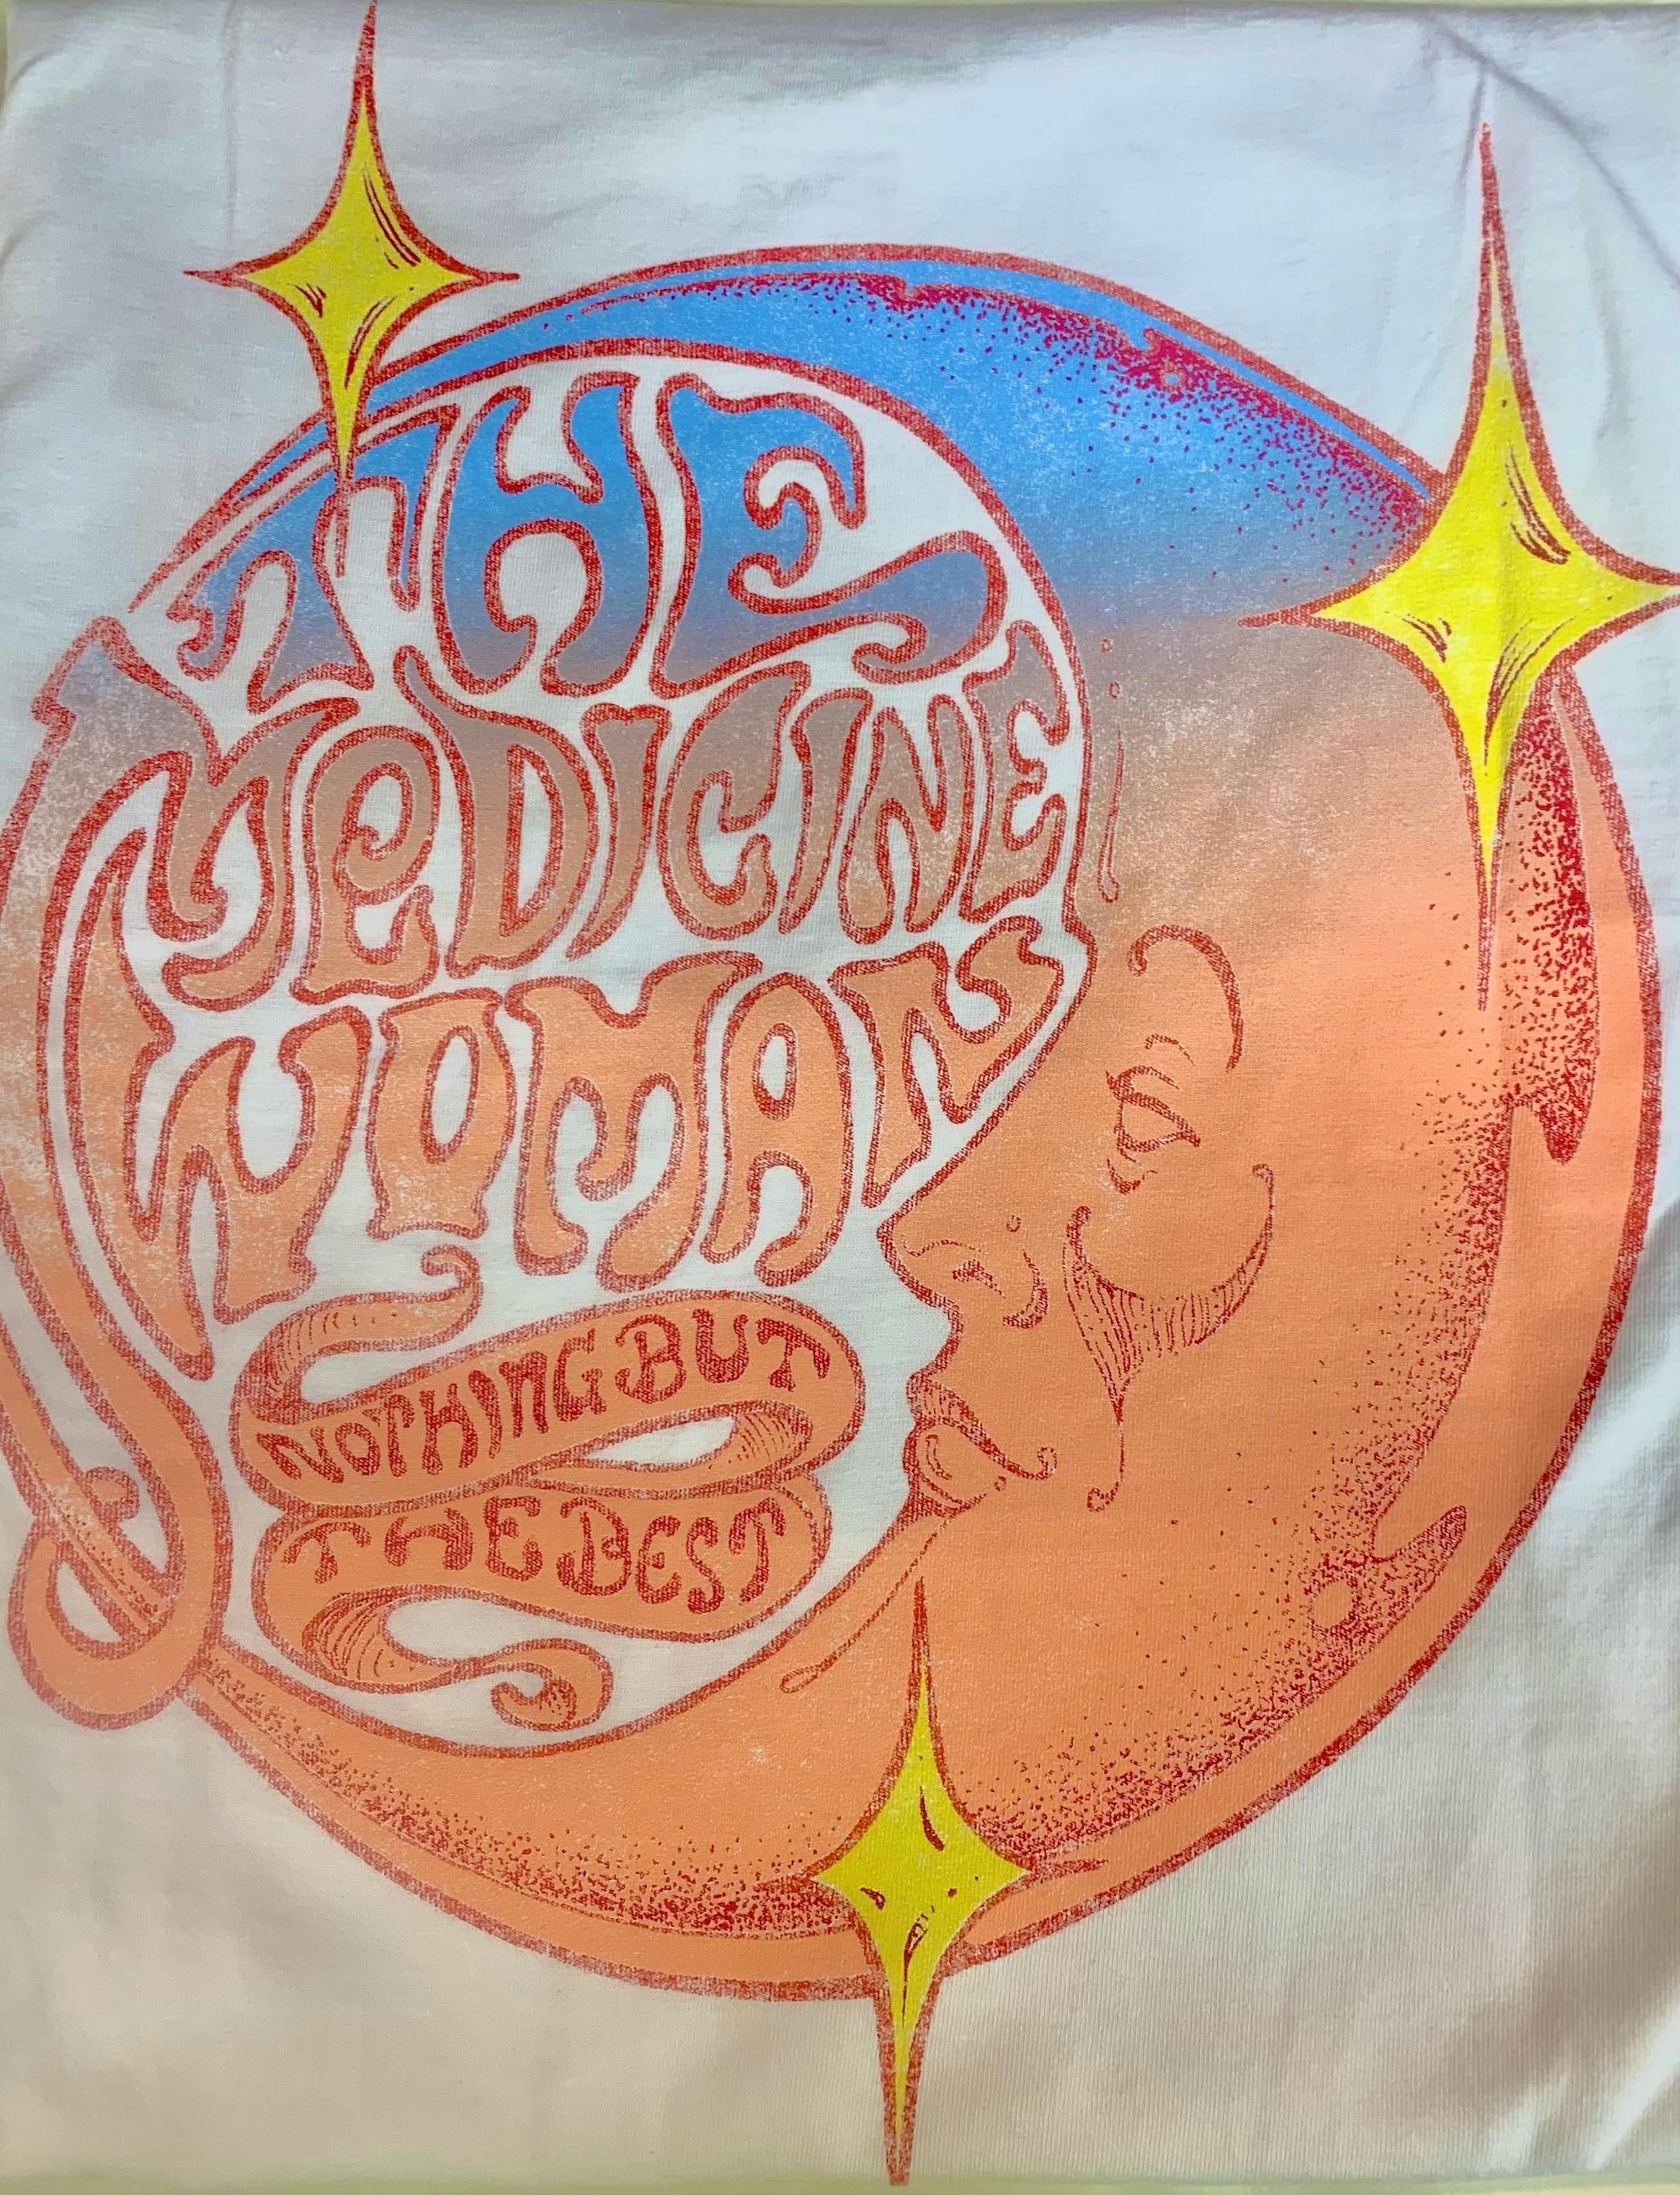 THE
MEDICINE
WOMAN
NOTHING BUT
THE BEST